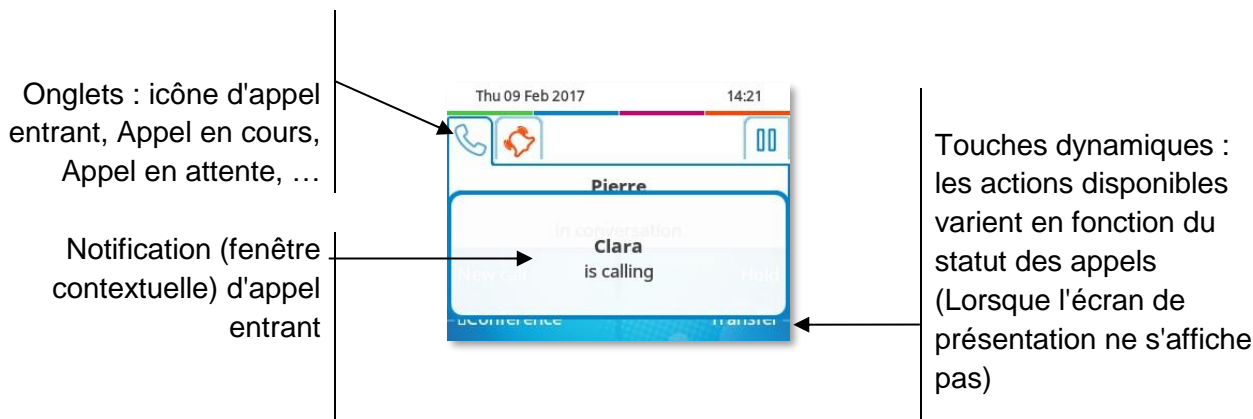 Onglets : icône d'appel
entrant, Appel en cours,
Appel en attente, …
Notification (fenêtre
contextuelle) d'appel
entrant
Thu 09 Feb 2017 14:21
Pierre
in conversation
Clara
is calling
New call Hold
Conference Transfer
Touches dynamiques :
les actions disponibles
varient en fonction du
statut des appels
(Lorsque l'écran de
présentation ne s'affiche
pas)